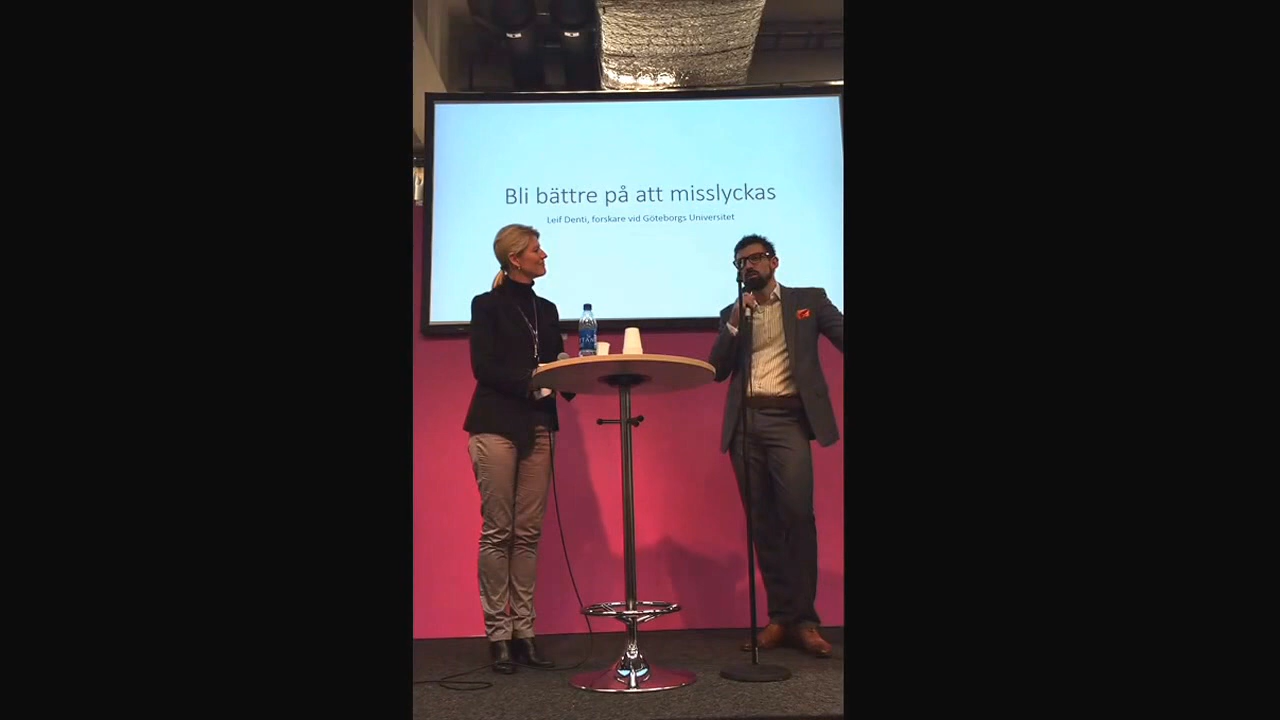 Bli bättre på att misslyckas
Leif Denti, forskare vid Göteborgs Universitet